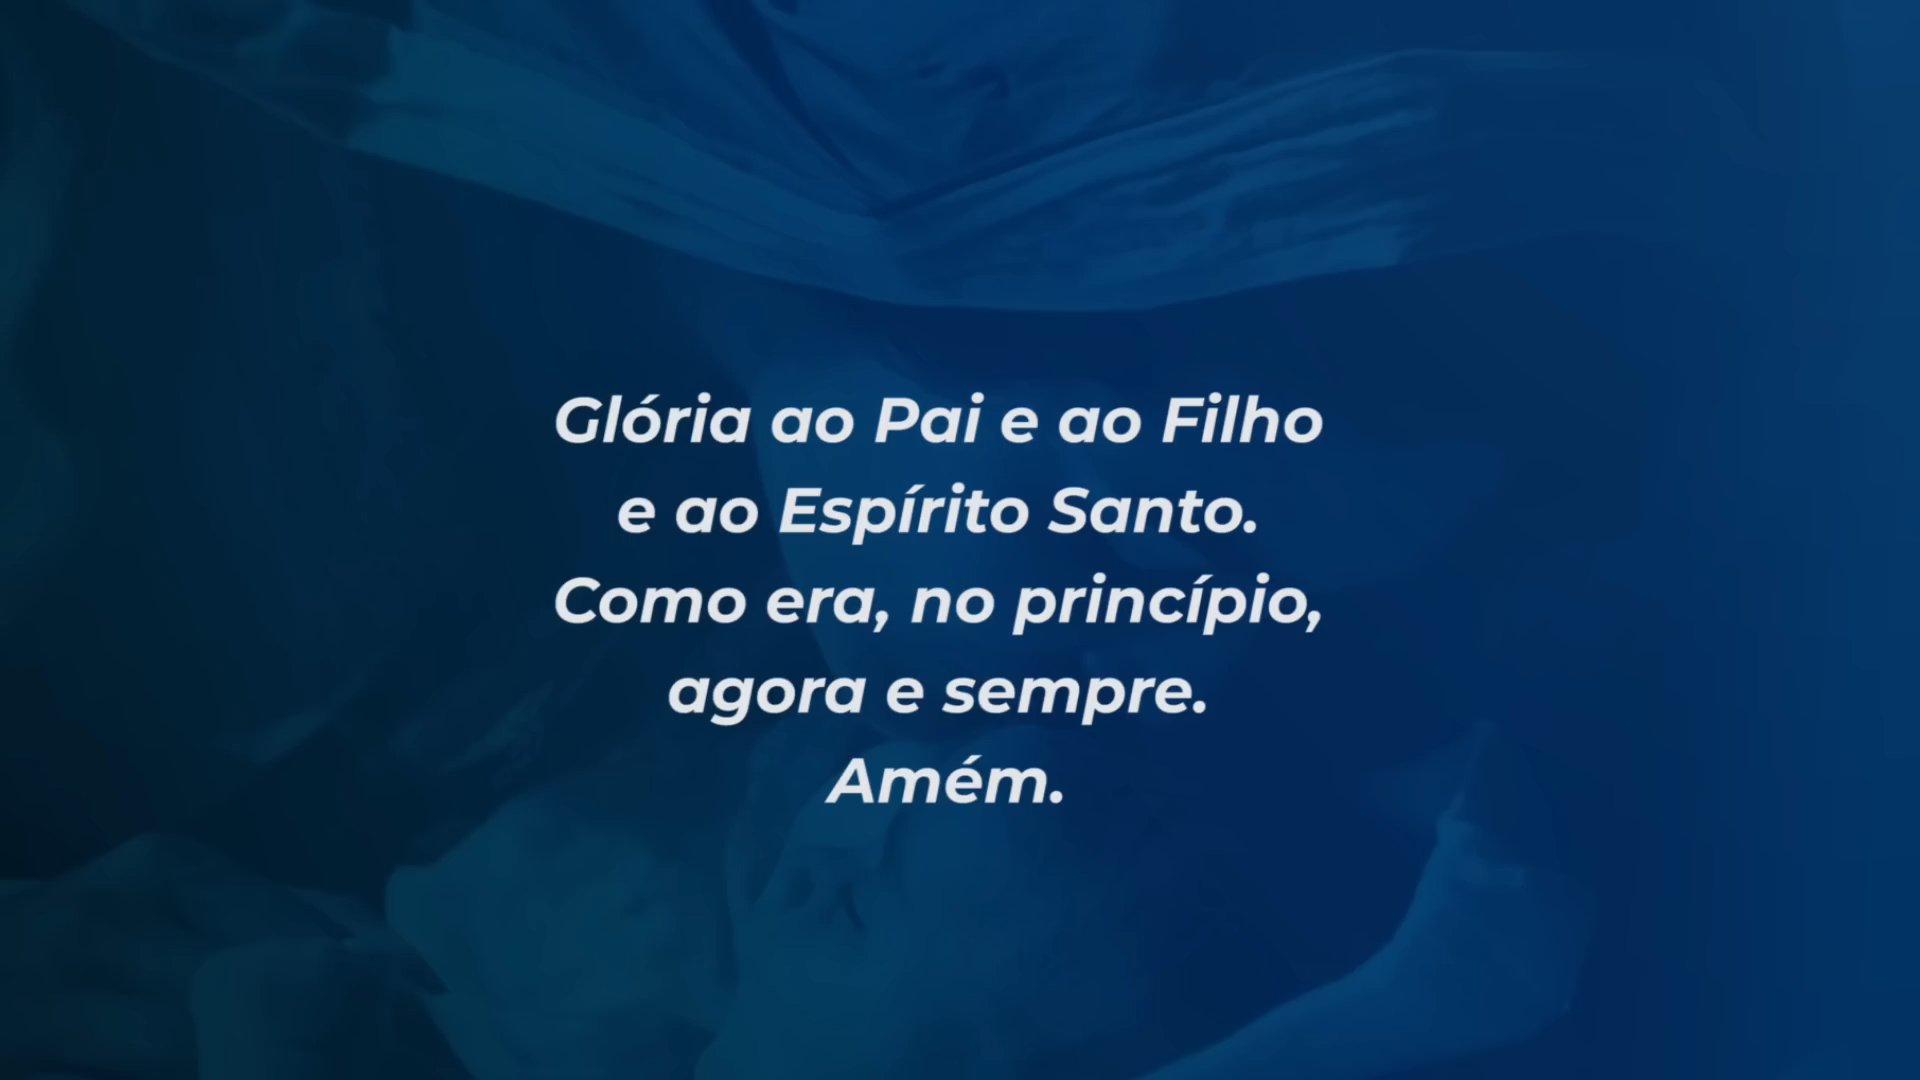 Glória ao Pai e ao Filho
e ao Espírito Santo.
Como era, no princípio,
agora e sempre.
Amém.